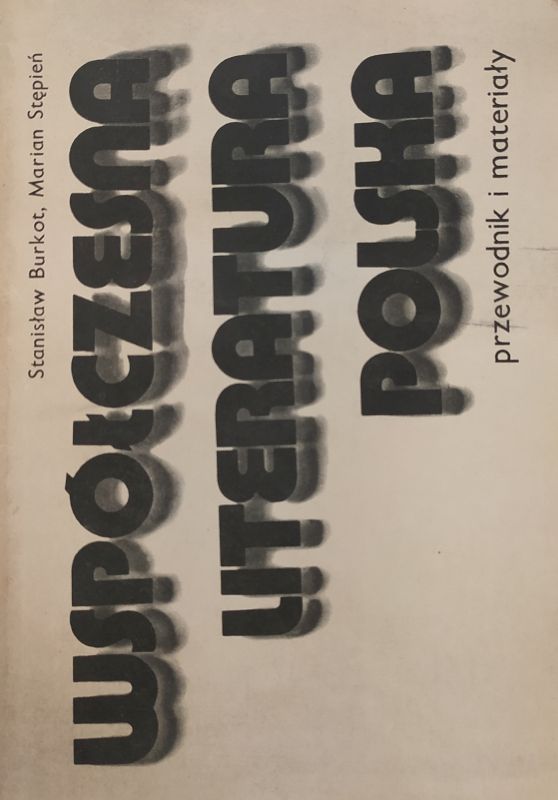 Stanisław Burkot, Marian Stępień
WSPÓŁCZESNA
LITERATURA
POLSKA
przewodnik i materiały